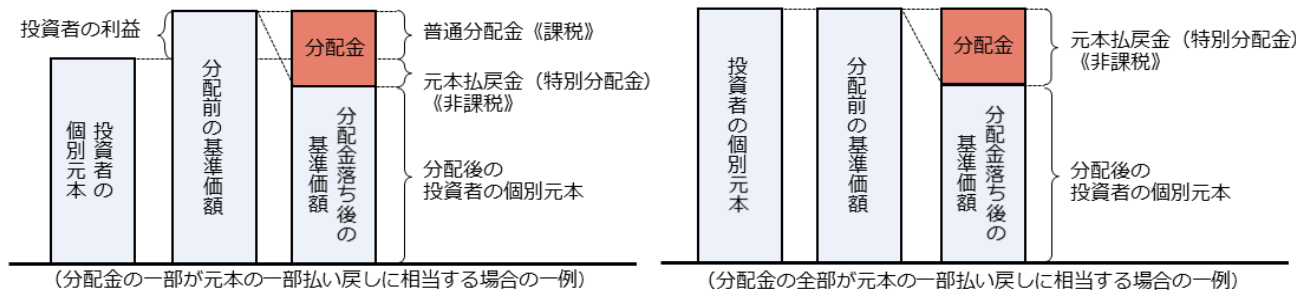 投資者の利益
投資者の
個別元本
分配前の基準価額
分配金
分配金落ち後の
基準価額
普通分配金《課税》
元本払戻金（特別分配金）
《非課税》
分配後の
投資者の個別元本
（分配金の一部が元本の一部払い戻しに相当する場合の一例）
投資者の個別元本
分配前の基準価額
分配金
分配金落ち後の
基準価額
元本払戻金（特別分配金）
《非課税》
分配後の
投資者の個別元本
（分配金の全部が元本の一部払い戻しに相当する場合の一例）